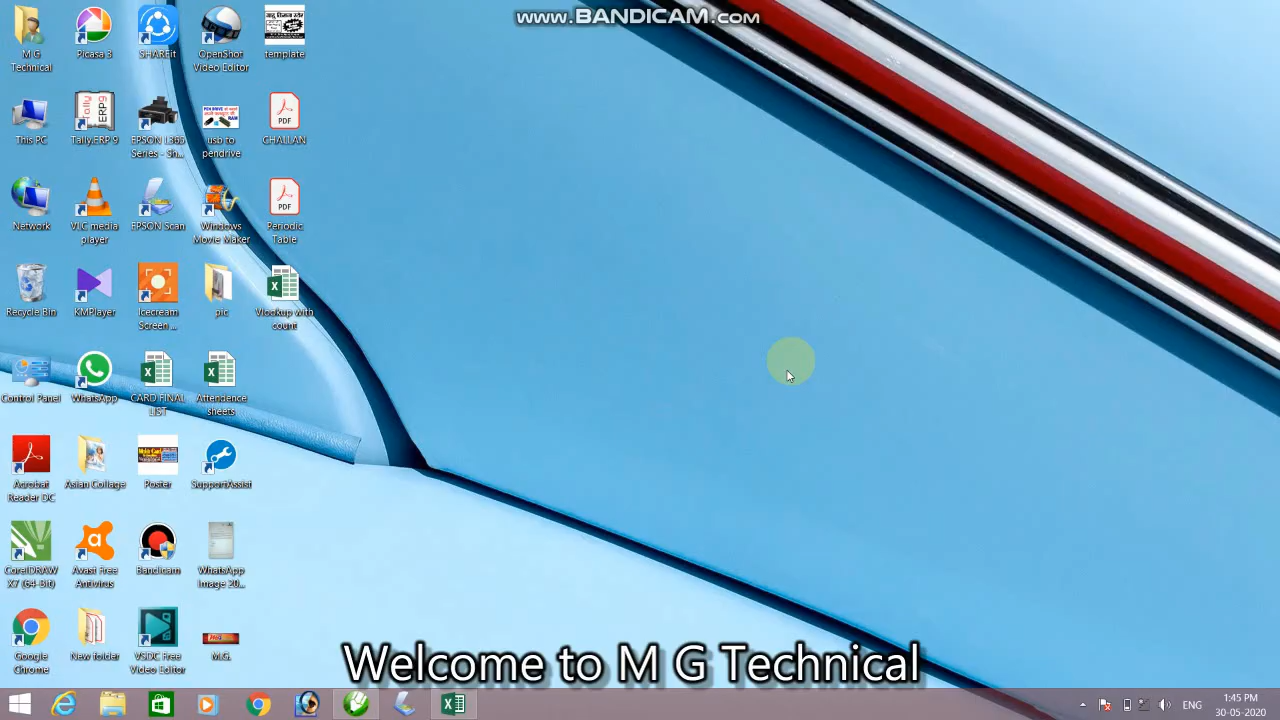 www.BANDICAM.com
M G
Technical
Picasa 3
SHAREit
OpenShot
Video Editor
template
This PC
Tally.ERP 9
EPSON L365
Series - Sh...
usb to
pendrive
CHALLAN
Network
VLC media
player
EPSON Scan
Windows
Movie Maker
Periodic
Table
Recycle Bin
KMPlayer
Icecream
Screen ...
pic
Vlookup with
count
Control Panel
WhatsApp
CARD FINAL
LIST
Attendence
sheets
Acrobat
Reader DC
Asian Collage
Poster
SupportAssist
CorelDRAW
X7 (64-Bit)
Avast Free
Antivirus
Bandicam
WhatsApp
Image 20...
Google
Chrome
New folder
VSDC Free
Video Editor
M.G.
Welcome to M G Technical
ENG
1:45 PM
30-05-2020